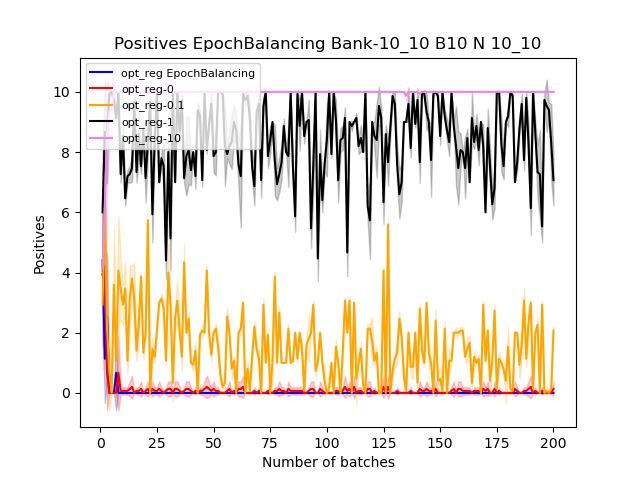 Positives EpochBalancing Bank-10_10 B10 N 10_10
opt_reg EpochBalancing
opt_reg-0
opt_reg-0.1
opt_reg-1
opt_reg-10
Positives
10
8
6
4
2
0
0 25 50 75 100 125 150 175 200
Number of batches